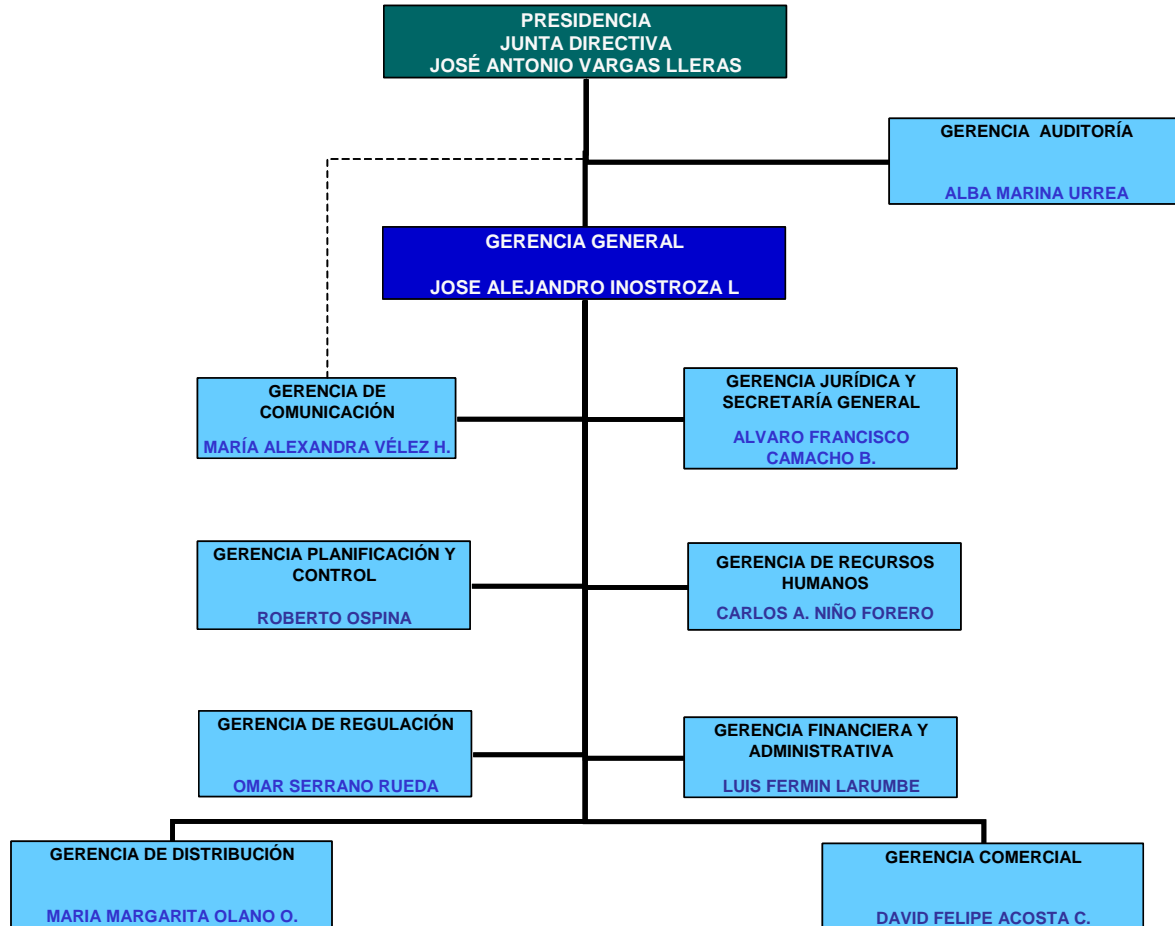 PRESIDENCIA
JUNTA DIRECTIVA
JOSÉ ANTONIO VARGAS LLERAS
GERENCIA AUDITORÍA
ALBA MARINA URREA
GERENCIA GENERAL
JOSE ALEJANDRO INOSTROZA L
GERENCIA DE
COMUNICACIÓN
MARÍA ALEXANDRA VÉLEZ H.
GERENCIA JURÍDICA Y
SECRETARÍA GENERAL
ALVARO FRANCISCO
CAMACHO B.
GERENCIA PLANIFICACIÓN Y
CONTROL
ROBERTO OSPINA
GERENCIA DE RECURSOS
HUMANOS
CARLOS A. NIÑO FORERO
GERENCIA DE REGULACIÓN
OMAR SERRANO RUEDA
GERENCIA FINANCIERA Y
ADMINISTRATIVA
LUIS FERMIN LARUMBE
GERENCIA DE DISTRIBUCIÓN
MARIA MARGARITA OLANO O.
GERENCIA COMERCIAL
DAVID FELIPE ACOSTA C.